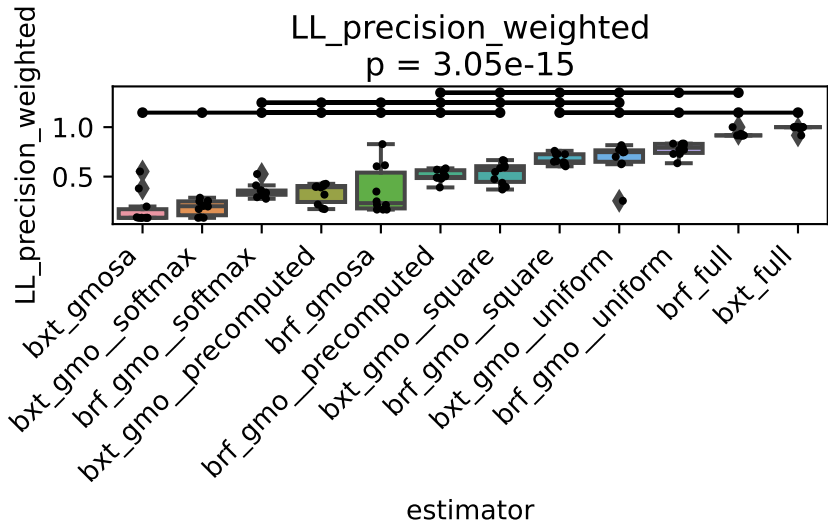 LL_precision_weighted
p = 3.05e-15
LL_precision_weighted
1.0
0.5
bxt_gmosa
bxt_gmo__softmax
brf_gmo__softmax
bxt_gmo__precomputed
brf_gmosa
brf_gmo__precomputed
bxt_gmo__square
brf_gmo__square
bxt_gmo__uniform
brf_gmo__uniform
brf_full
bxt_full
estimator